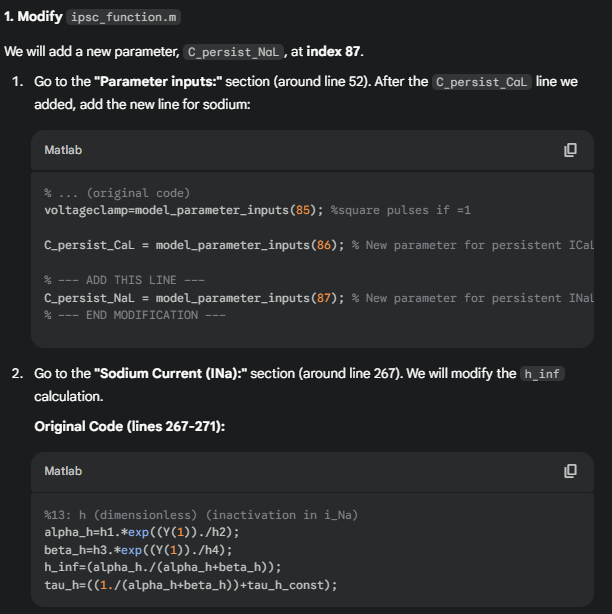 1. Modify ipsc_function.m
We will add a new parameter, C_persist_NaL, at index 87.
1. Go to the "Parameter inputs:" section (around line 52). After the C_persist_CaL line we
added, add the new line for sodium:
Matlab
% ... (original code)
voltageclamp=model_parameter_inputs(85); %square pulses if =1
C_persist_CaL = model_parameter_inputs(86); % New parameter for persistent ICaL
% --- ADD THIS LINE ---
C_persist_NaL = model_parameter_inputs(87); % New parameter for persistent INaL
% --- END MODIFICATION ---
2. Go to the "Sodium Current (INa):" section (around line 267). We will modify the h_inf
calculation.
Original Code (lines 267-271):
Matlab
%13: h (dimensionless) (inactivation in i_Na)
alpha_h=h1.*exp((Y(1))./h2);
beta_h=h3.*exp((Y(1))./h4);
h_inf=(alpha_h./(alpha_h+beta_h));
tau_h=((1./(alpha_h+beta_h))+tau_h_const);